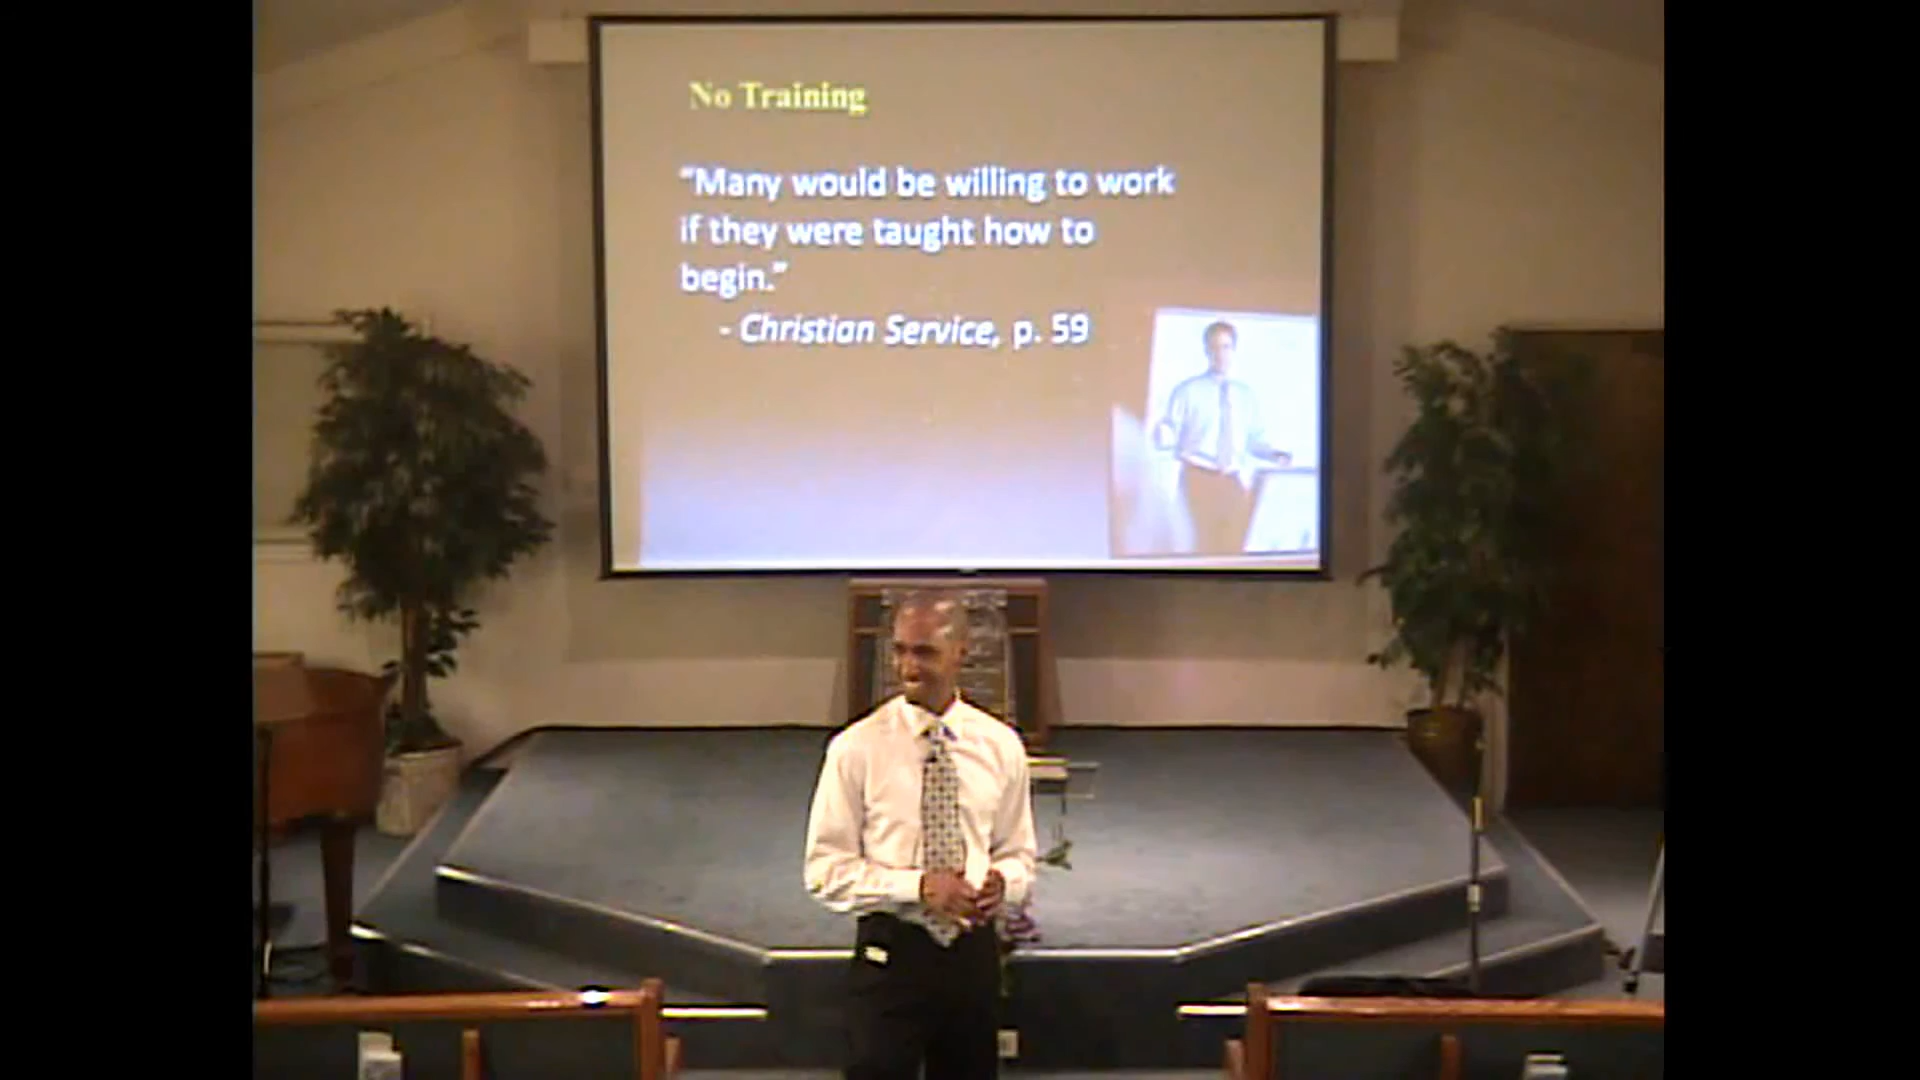 No Training
“Many would be willing to work
if they were taught how to
begin.”
- Christian Service, p. 59